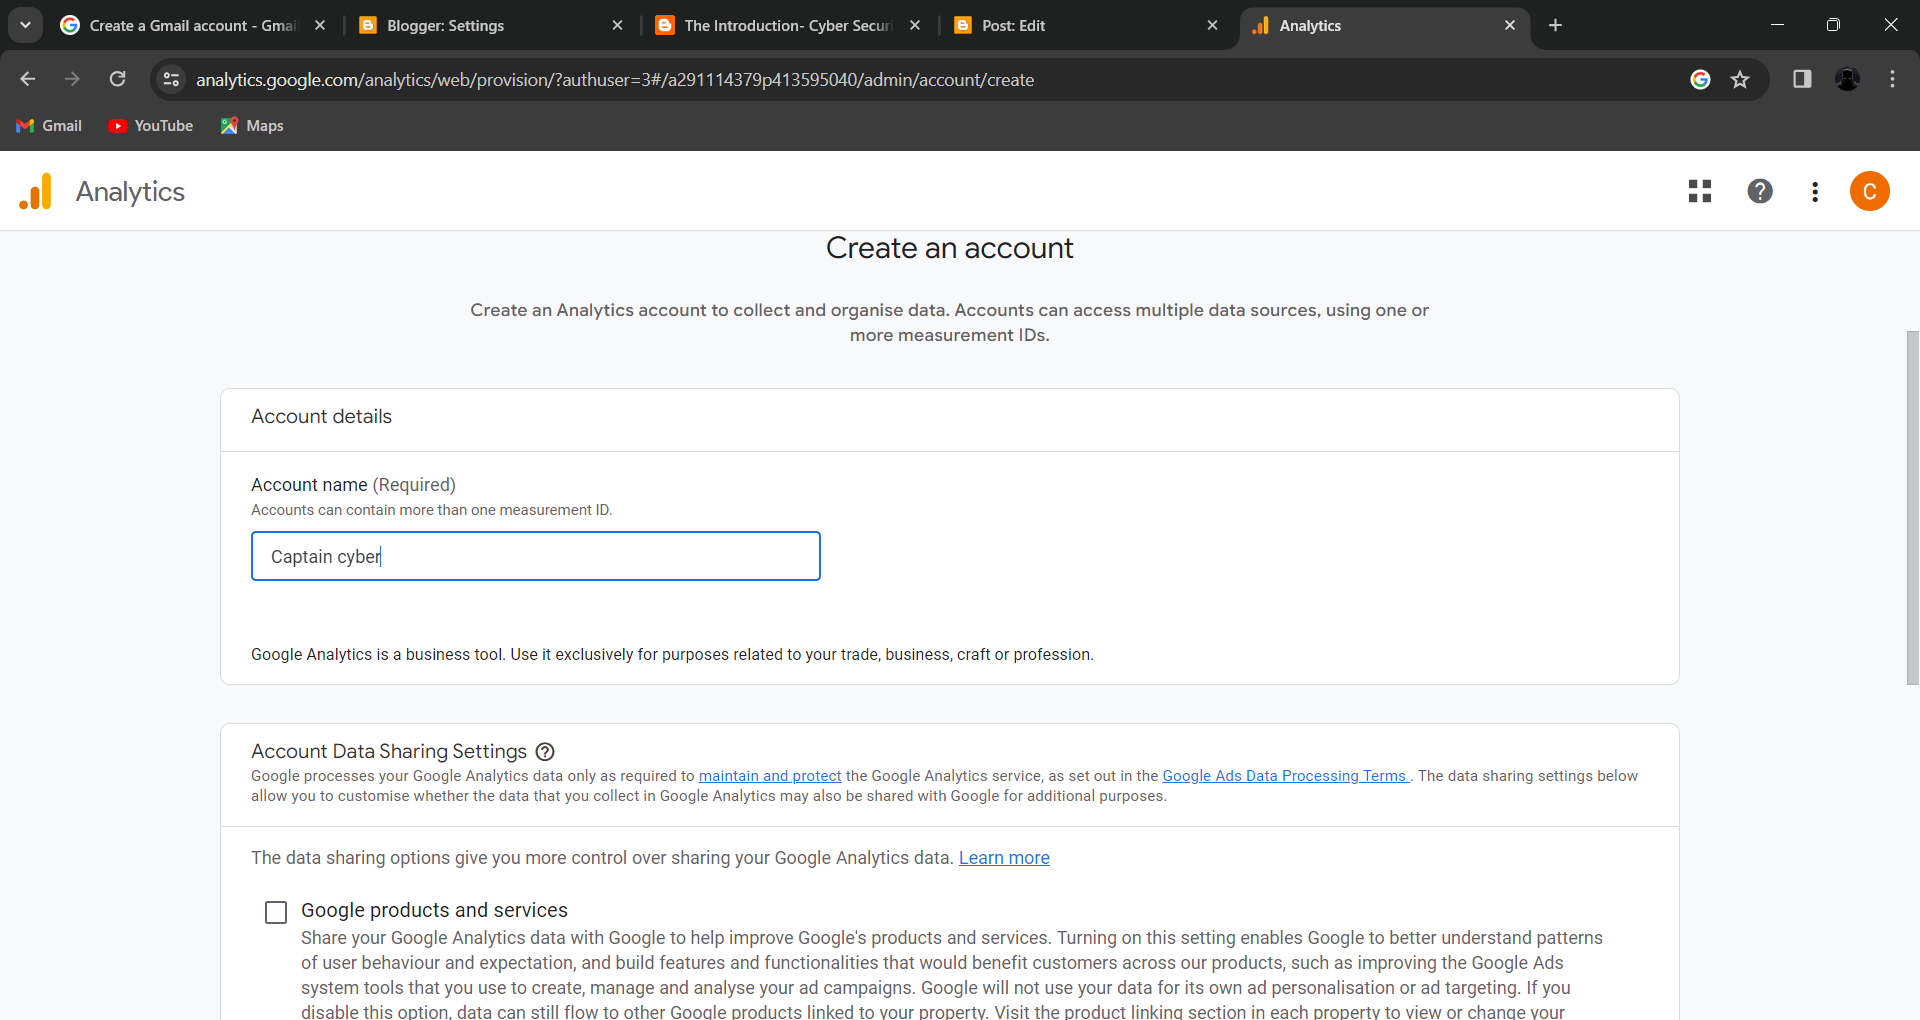 Create a Gmail account - Gmai
Blogger: Settings
The Introduction- Cyber Securi
Post: Edit
Analytics
analytics.google.com/analytics/web/provision/?authuser=3#/a291114379p413595040/admin/account/create
Gmail
YouTube
Maps
Analytics
C
Create an account
Create an Analytics account to collect and organise data. Accounts can access multiple data sources, using one or
more measurement IDs.
Account details
Account name (Required)
Accounts can contain more than one measurement ID.
Captain cyber
Google Analytics is a business tool. Use it exclusively for purposes related to your trade, business, craft or profession.
Account Data Sharing Settings
Google processes your Google Analytics data only as required to maintain and protect the Google Analytics service, as set out in the Google Ads Data Processing Terms . The data sharing settings below
allow you to customise whether the data that you collect in Google Analytics may also be shared with Google for additional purposes.
The data sharing options give you more control over sharing your Google Analytics data. Learn more
Google products and services
Share your Google Analytics data with Google to help improve Google's products and services. Turning on this setting enables Google to better understand patterns
of user behaviour and expectation, and build features and functionalities that would benefit customers across our products, such as improving the Google Ads
system tools that you use to create, manage and analyse your ad campaigns. Google will not use your data for its own ad personalisation or ad targeting. If you
disable this option, data can still flow to other Google products linked to your property. Visit the product linking section in each property to view or change your